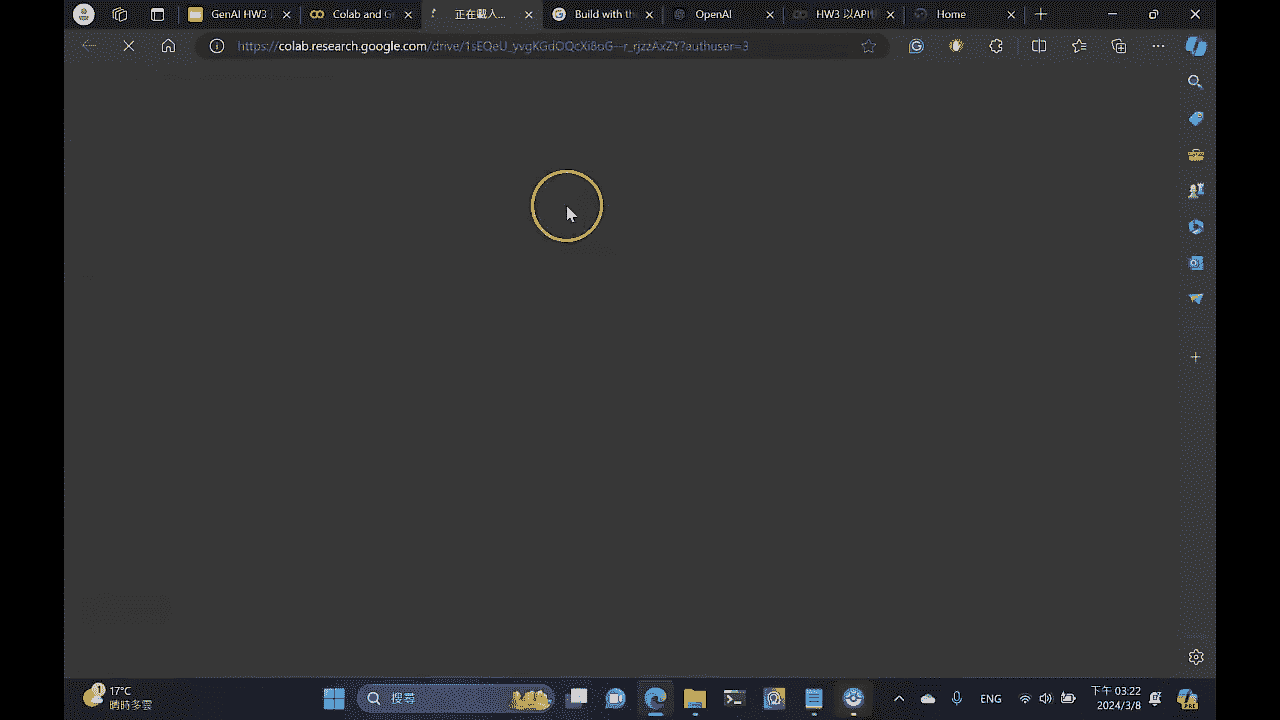 GenAI HW3
Colab and Ge
正在載入...
Build with th
OpenAI
HW3 以API
Home
https://colab.research.google.com/drive/
?authuser=3
17°C
晴時多雲
搜尋
ENG
下午 03:22
2024/3/8